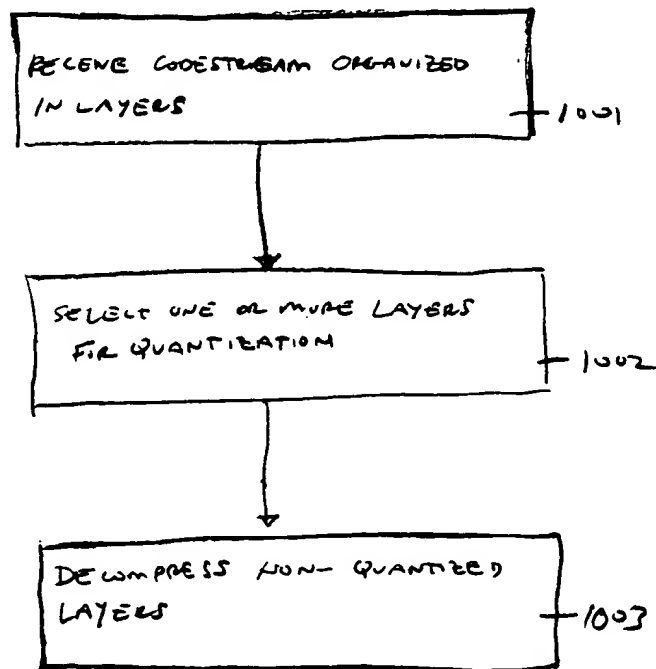 RECEIVE CODESTREAM ORGANIZED
IN LAYERS
1001
SELECT ONE OR MORE LAYERS
FOR QUANTIZATION
1002
DECOMPRESS NON- QUANTIZED
LAYERS
1003